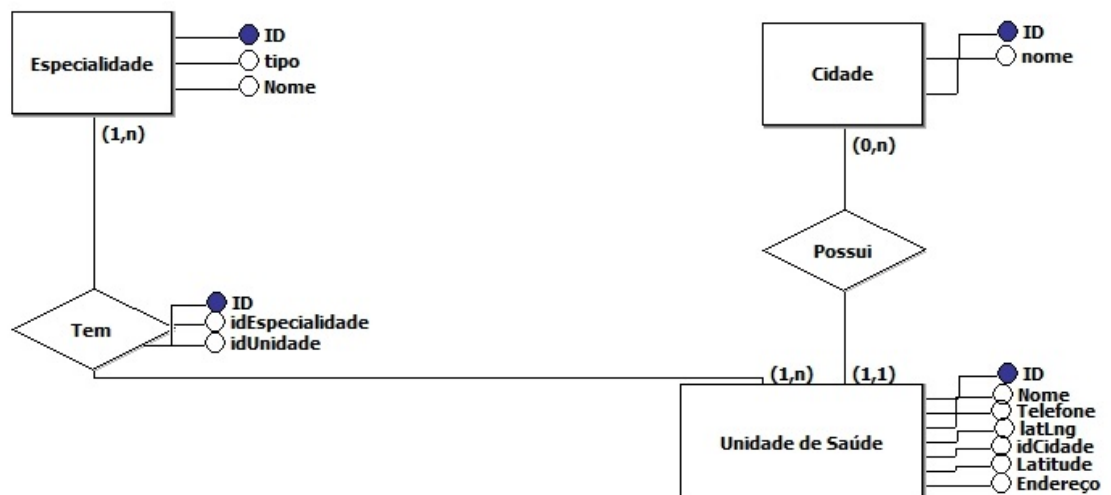 Especialidade
ID
tipo
Nome
(1,n)
Cidade
ID
nome
(0,n)
Possui
Tem
ID
idEspecialidade
idUnidade
(1,n)
(1,1)
Unidade de Saúde
ID
Nome
Telefone
latLng
idCidade
Latitude
Endereço